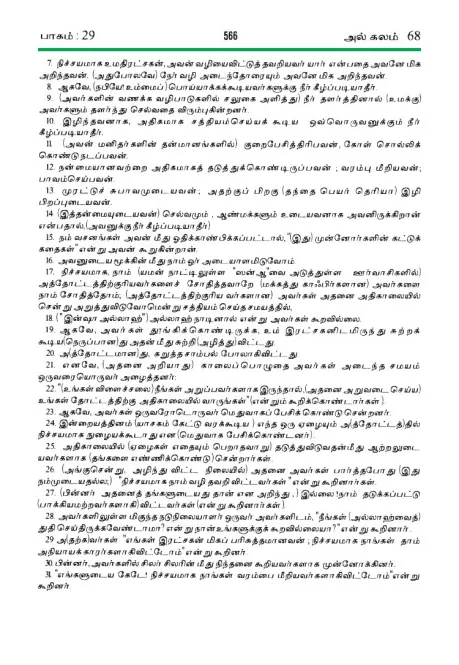 பாகம் : 29 566 அல் கலம் 68
7. நிச்சயமாக உமதிரட்சகன், அவன் வழியைவிட்டுத் தவறியவர் யார் என்பதை அவனே மிக
அறிந்தவன். (அதுபோலவே) நேர் வழி அடைந்தோரையும் அவனே மிக அறிந்தவன்.
8. ஆகவே, (நபியே! உம்மைப்) பொய்யாக்கக்கூடியவர்களுக்கு நீர் கீழ்ப்படியாதீர்.
9. (அவர்களின் வணக்க வழிபாடுகளில் சலுகை அளித்து) நீர் தளர்த்தினால் (உமக்கு)
அவர்களும் தளர்ந்து செல்வதை விரும்புகின்றனர்.
10. இழிந்தவனாக, அதிகமாக சத்தியம்செய்யக் கூடிய ஒவ்வொருவனுக்கும் நீர்
கீழ்ப்படியாதீர்.
11. (அவன் மனிதர்களின் தன்மானங்களில்) குறைபேசித்திரிபவன், கோள் சொல்லிக்
கொண்டு நடப்பவன்.
12. நன்மையானவற்றை அதிகமாகத் தடுத்துக்கொண்டிருப்பவன் ; வரம்பு மீறியவன்;
பாவம்செய்பவன்.
13. முரட்டுச் சுபாவமுடையவன் ; அதற்குப் பிறகு (தந்தை பெயர் தெரியா) இழி
பிறப்புடையவன்.
14. (இத்தன்மையுடையவன்) செல்வமும் , ஆண்மக்களும் உடையவனாக அவனிருக்கிறான்
என்பதால், (அவனுக்கு நீர் கீழ்ப்படியாதீர்)
15. நம் வசனங்கள் அவன் மீது ஓதிக்காண்பிக்கப்பட்டால், "(இது) முன்னோர்களின் கட்டுக்
கதைகள்" என்று அவன் கூறுகின்றான்.
16. அவனுடைய மூக்கின் மீது நாம் ஓர் அடையாளமிடுவோம்.
17. நிச்சயமாக, நாம் (யமன் நாட்டிலுள்ள "ஸன்ஆ"வை அடுத்துள்ள ஊர்வாசிகளில்)
அத்தோட்டத்திற்குரியவர்களைச் சோதித்தவாறே (மக்கத்து காஃபிர்களான) அவர்களை
நாம் சோதித்தோம்; (அத்தோட்டத்திற்குரிய வர்களான) அவர்கள் அதனை அதிகாலையில்
சென்று அறுத்துவிடுவோமென்று சத்தியம் செய்த சமயத்தில்,
18. ("இன்ஷா அல்லாஹ்") அல்லாஹ் நாடினால் என்று அவர்கள் கூறவில்லை.
19. ஆகவே, அவர்கள் தூங்கிக் கொண்டிருக்க, உம் இரட்சகனிடமிருந்து சுற்றக்
கூடிய(நெருப்பான)து அதன் மீது சுற்றி(அழித்து)விட்டது.
20. அ(த்தோட்டமான)து, கறுத்த சாம்பல் போலாகிவிட்டது.
21. எனவே, (அதனை அறியாது) காலைப்பொழுதை அவர்கள் அடைந்த சமயம்
ஒருவரையொருவர் அழைத்தனர்:
22. "(உங்கள் விளைச்சலை) நீங்கள் அறுப்பவர்களாக இருந்தால், (அதனை அறுவடை செய்ய)
உங்கள் தோட்டத்திற்கு அதிகாலையில் வாருங்கள்" (என்றும் கூறிக்கொண்டார்கள்).
23. ஆகவே, அவர்கள் ஒருவரோடொருவர் மெதுவாகப் பேசிக்கொண்டு சென்றனர்.
24. இன்றையத்தினம் (யாசகம் கேட்டு வரக்கூடிய ) எந்த ஒரு ஏழையும் அ(த்தோட்டத்)தில்
நிச்சயமாக நுழையக்கூடாது என (மெதுவாக பேசிக்கொண்டனர்).
25. அதிகாலையில் (ஏழைகள் எதையும் பெறாதவாறு) தடுத்துவிடுவதன்மீது ஆற்றலுடை
யவர்களாக (தங்களை எண்ணிக்கொண்டு) சென்றார்கள்.
26. (அங்குசென்று, அழிந்து விட்ட நிலையில்) அதனை அவர்கள் பார்த்தபோது (இது
நம்முடையதல்ல;) "நிச்சயமாக நாம் வழி தவறி விட்டவர்கள்" என்று கூறினார்கள்.
27. (பின்னர் அதனைத் தங்களுடையது தான் என அறிந்து ,) இல்லை! நாம் தடுக்கப்பட்டு
(பாக்கியமற்றவர்களாகி) விட்டவர்கள்(என்று கூறினார்கள்).
28. அவர்களிலுள்ள மிகுந்த நடுநிலையாளர் ஒருவர் அவர்களிடம், "நீங்கள் (அல்லாஹ்வைத்)
துதி செய்திருக்கவேண்டாமா? என்று நான் உங்களுக்குக் கூறவில்லையா?" என்று கூறினார்.
29. அ(தற்க)வர்கள் "எங்கள் இரட்சகன் மிகப் பரிசுத்தமானவன் ; நிச்சயமாக நாங்கள் தாம்
அநியாயக்காரர்களாகிவிட்டோம்" என்று கூறினர்.
30. பின்னர், அவர்களில் சிலர் சிலரின் மீது நிந்தனை கூறியவர்களாக முன்னோக்கினர்.
31. "எங்களுடைய கேடே! நிச்சயமாக நாங்கள் வரம்பை மீறியவர்களாகிவிட்டோம்" என்று
கூறினர்.